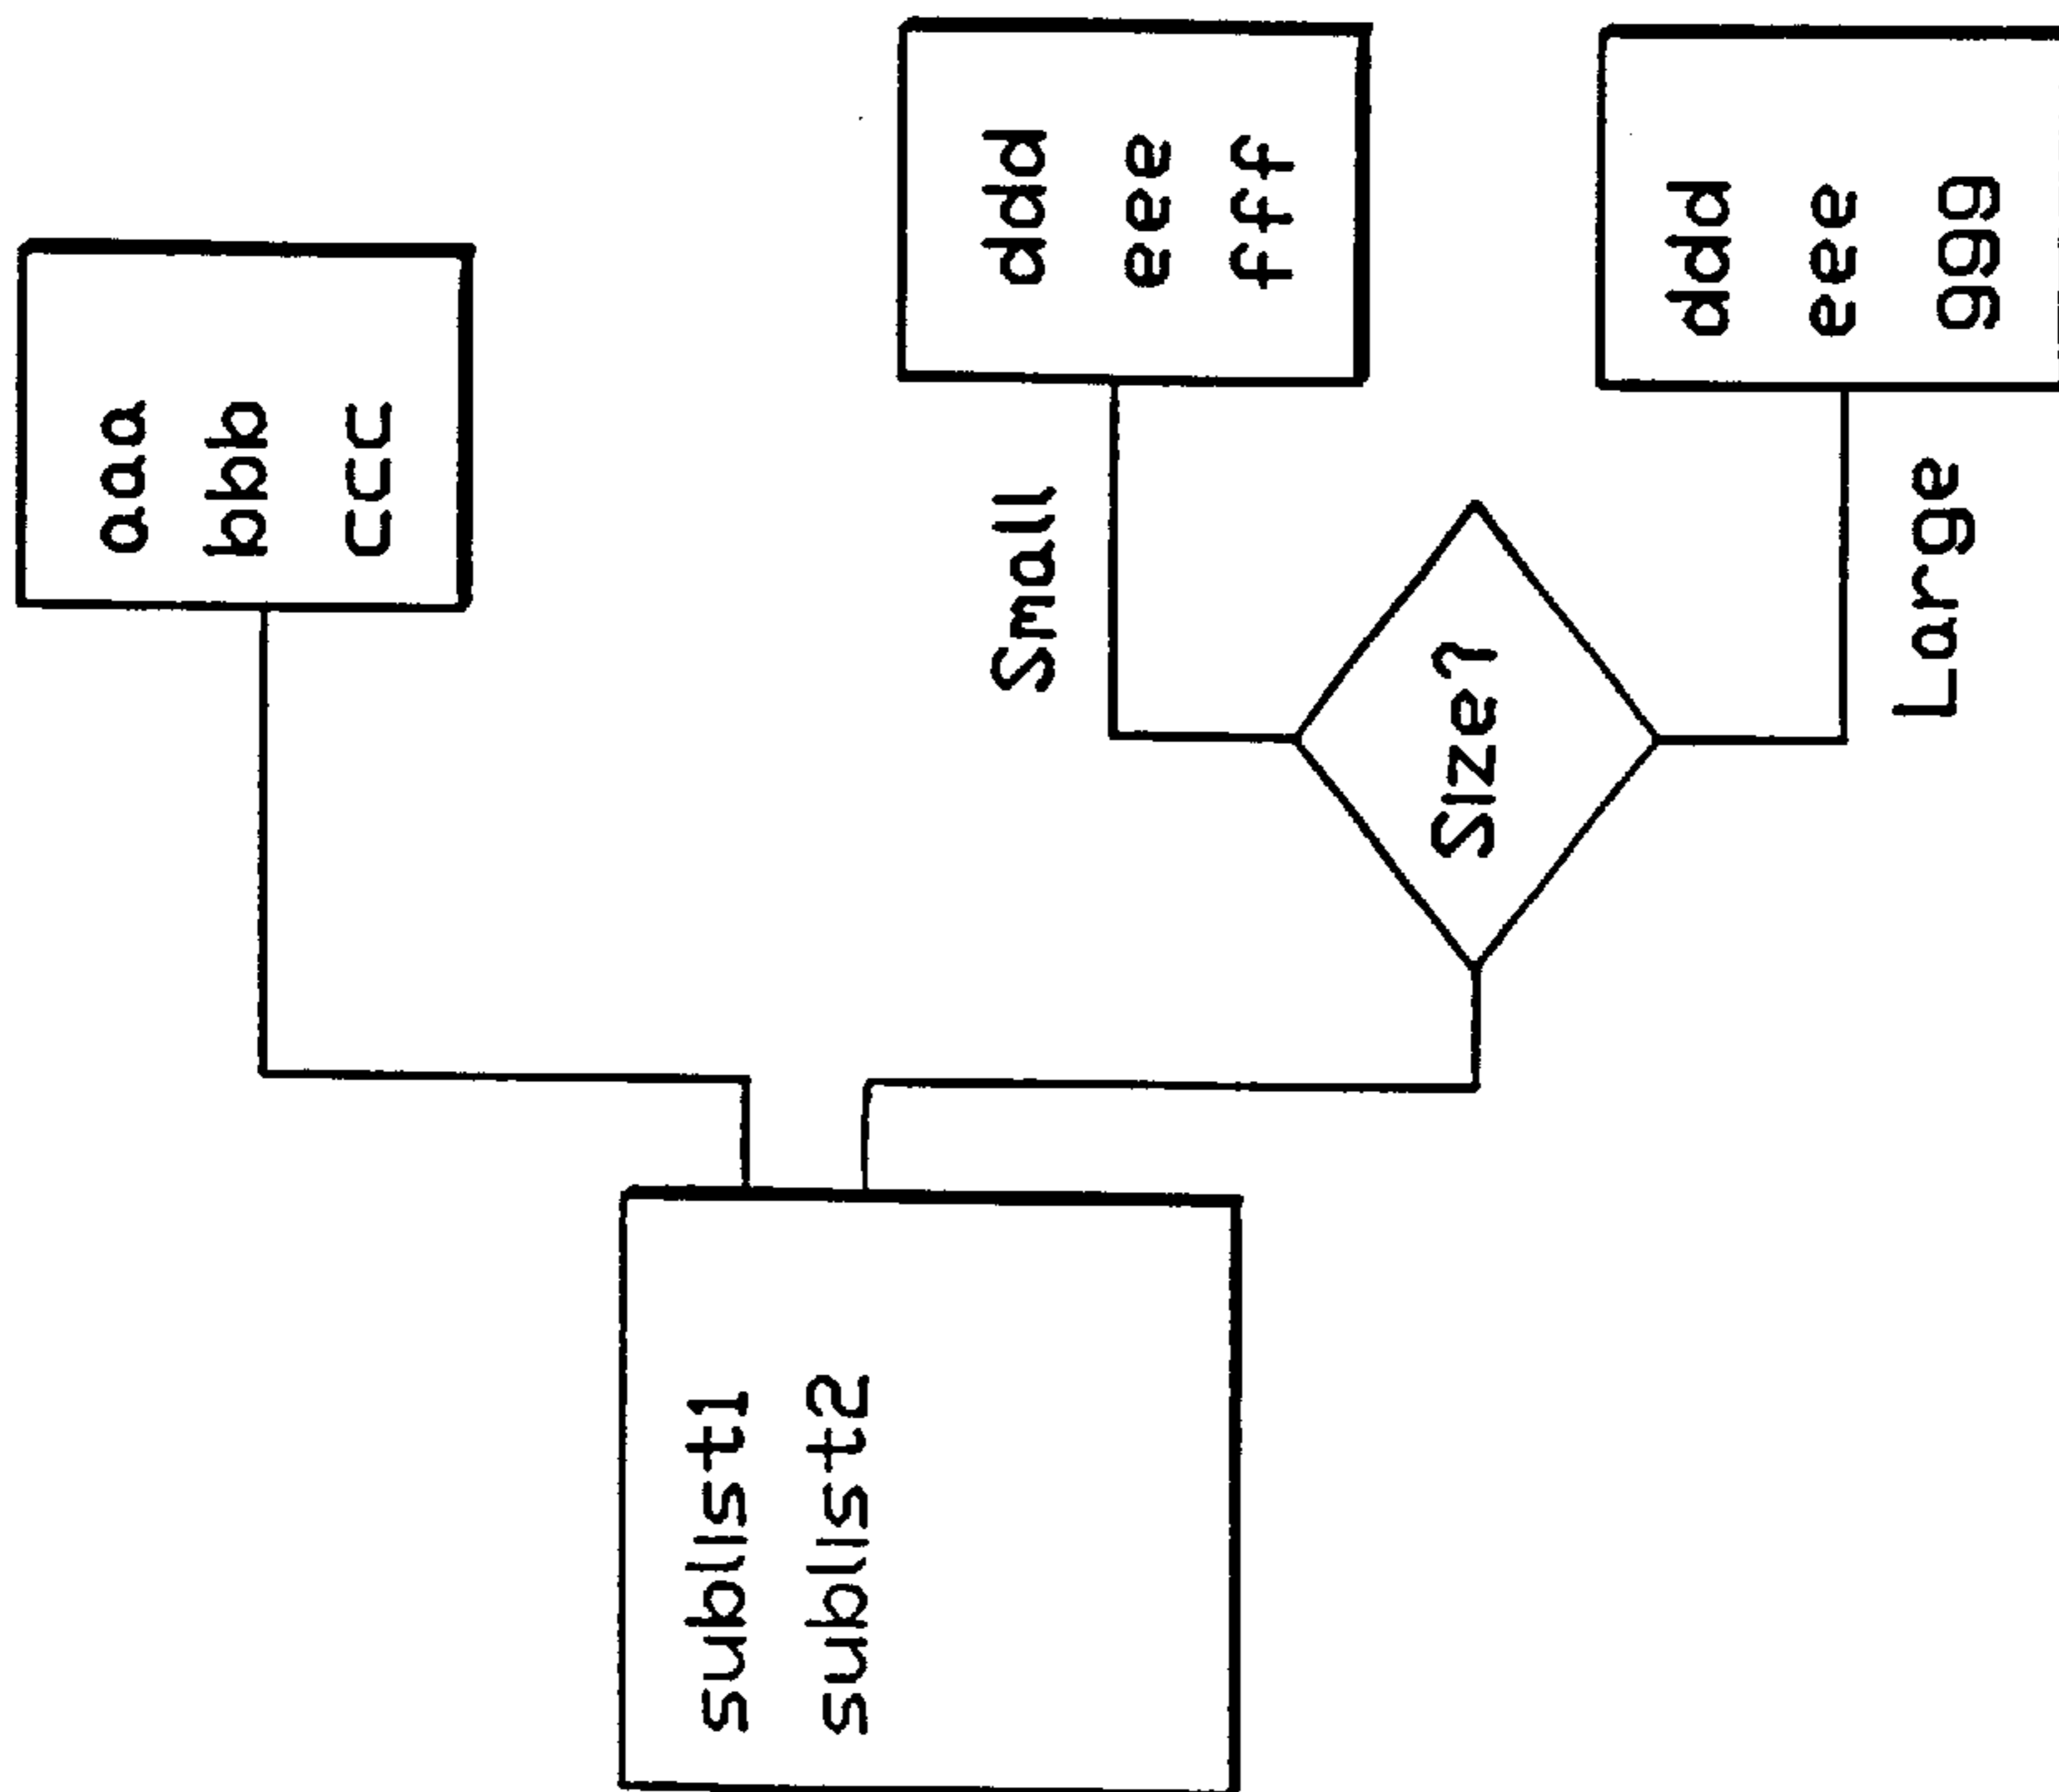 sublist1
sublist2
aaa
bbb
ccc
Size?
Small
ddd
eee
fff
Large
ddd
eee
ggg